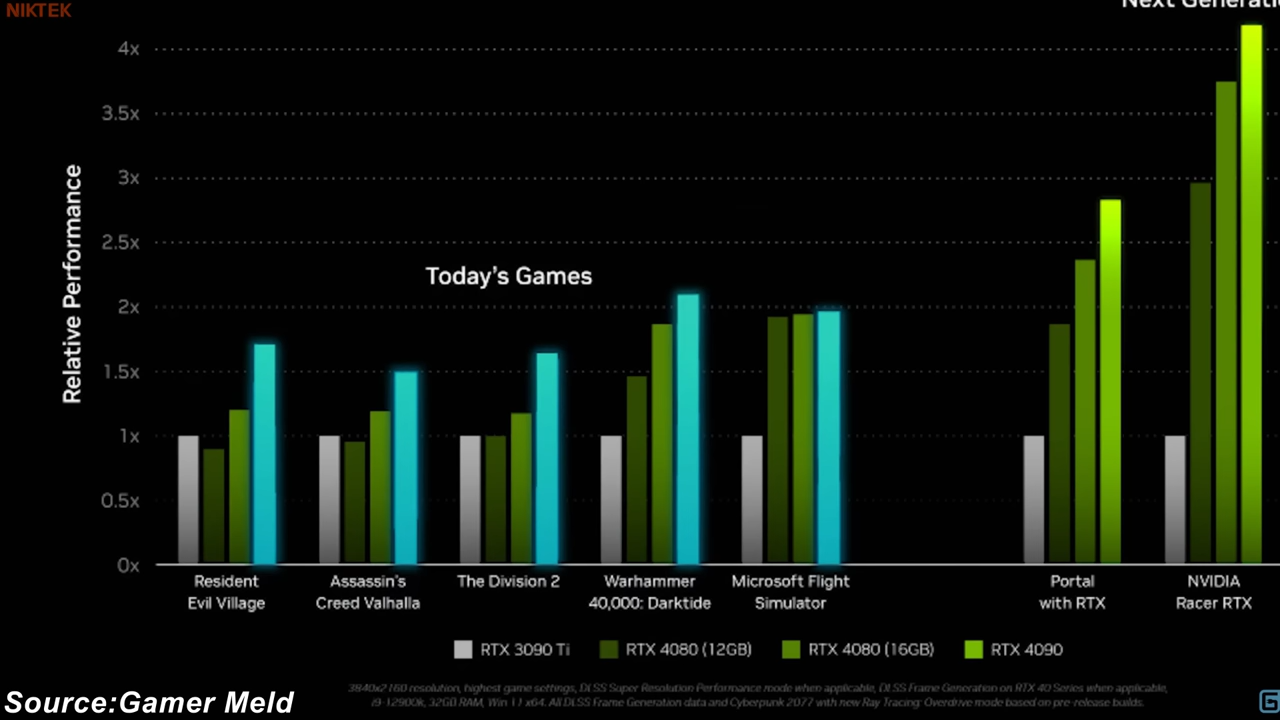 NIKTEK
Next Generati
4x
3.5x
3x
2.5x
2x
1.5x
1x
0.5x
0x
Relative Performance
Today's Games
Resident
Evil Village
Assassin's
Creed Valhalla
The Division 2
Warhammer
40,000: Darktide
Microsoft Flight
Simulator
Portal
with RTX
NVIDIA
Racer RTX
RTX 3090 Ti
RTX 4080 (12GB)
RTX 4080 (16GB)
RTX 4090
3840x2160 resolution, highest game settings, DLSS Super Resolution Performance mode when applicable, DLSS Frame Generation on RTX 40 Series when applicable,
i9-12900k, 32GB RAM, Win 11 x64. All DLSS Frame Generation data and Cyberpunk 2077 with new Ray Tracing: Overdrive mode based on pre-release builds.
Source:Gamer Meld